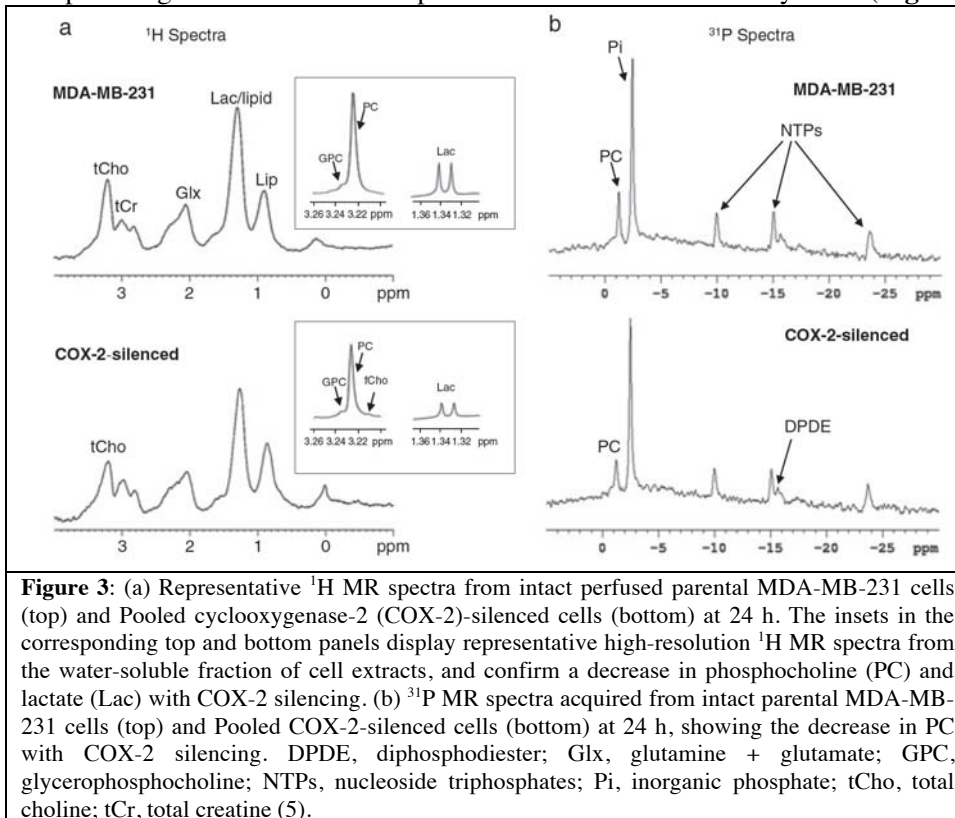 a
b
¹H Spectra
³¹P Spectra
MDA-MB-231
Lac/lipid
tCho
tCr
Glx
Lip
3 2 1 0 ppm
PC
GPC
Lac
3.26 3.24 3.22 ppm
1.36 1.34 1.32 ppm
Pi
MDA-MB-231
NTPs
PC
0 -5 -10 -15 -20 -25 ppm
COX-2-silenced
tCho
3 2 1 0 ppm
PC
GPC
fCho
Lac
3.26 3.24 3.22 ppm
1.36 1.34 1.32 ppm
COX-2-silenced
PC
DPDE
0 -5 -10 -15 -20 -25 ppm
Figure 3: (a) Representative ¹H MR spectra from intact perfused parental MDA-MB-231 cells
(top) and Pooled cyclooxygenase-2 (COX-2)-silenced cells (bottom) at 24 h. The insets in the
corresponding top and bottom panels display representative high-resolution ¹H MR spectra from
the water-soluble fraction of cell extracts, and confirm a decrease in phosphocholine (PC) and
lactate (Lac) with COX-2 silencing. (b) ³¹P MR spectra acquired from intact parental MDA-MB-
231 cells (top) and Pooled COX-2-silenced cells (bottom) at 24 h, showing the decrease in PC
with COX-2 silencing. DPDE, diphosphodiester; Glx, glutamine + glutamate; GPC,
glycerophosphocholine; NTPs, nucleoside triphosphates; Pi, inorganic phosphate; tCho, total
choline; tCr, total creatine (5).